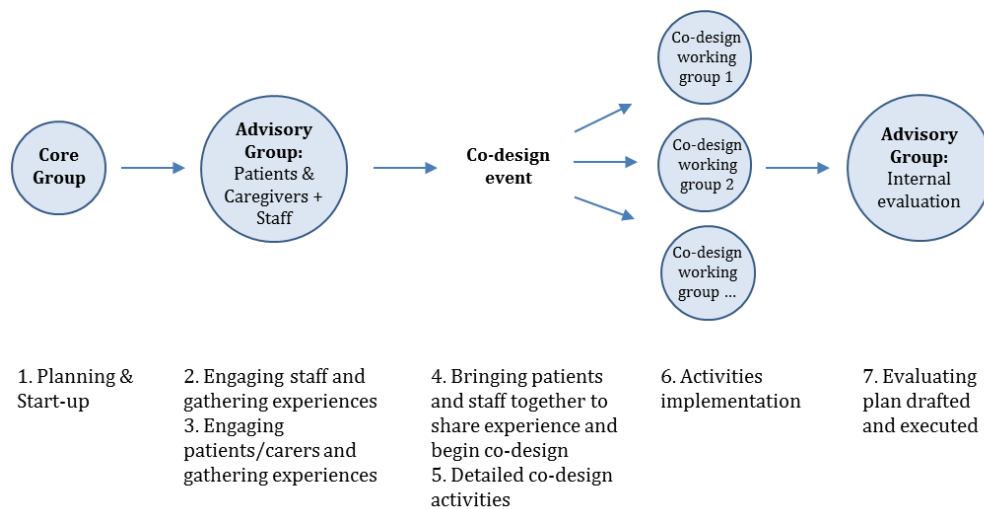 Core
Group
Advisory
Group:
Patients &
Caregivers +
Staff
Co-design
event
Co-design
working
group 1
Co-design
working
group 2
Co-design
working
group ...
Advisory
Group:
Internal
evaluation
1. Planning &
Start-up
2. Engaging staff and
gathering experiences
3. Engaging
patients/carers and
gathering experiences
4. Bringing patients
and staff together to
share experience and
begin co-design
5. Detailed co-design
activities
6. Activities
implementation
7. Evaluating
plan drafted
and executed